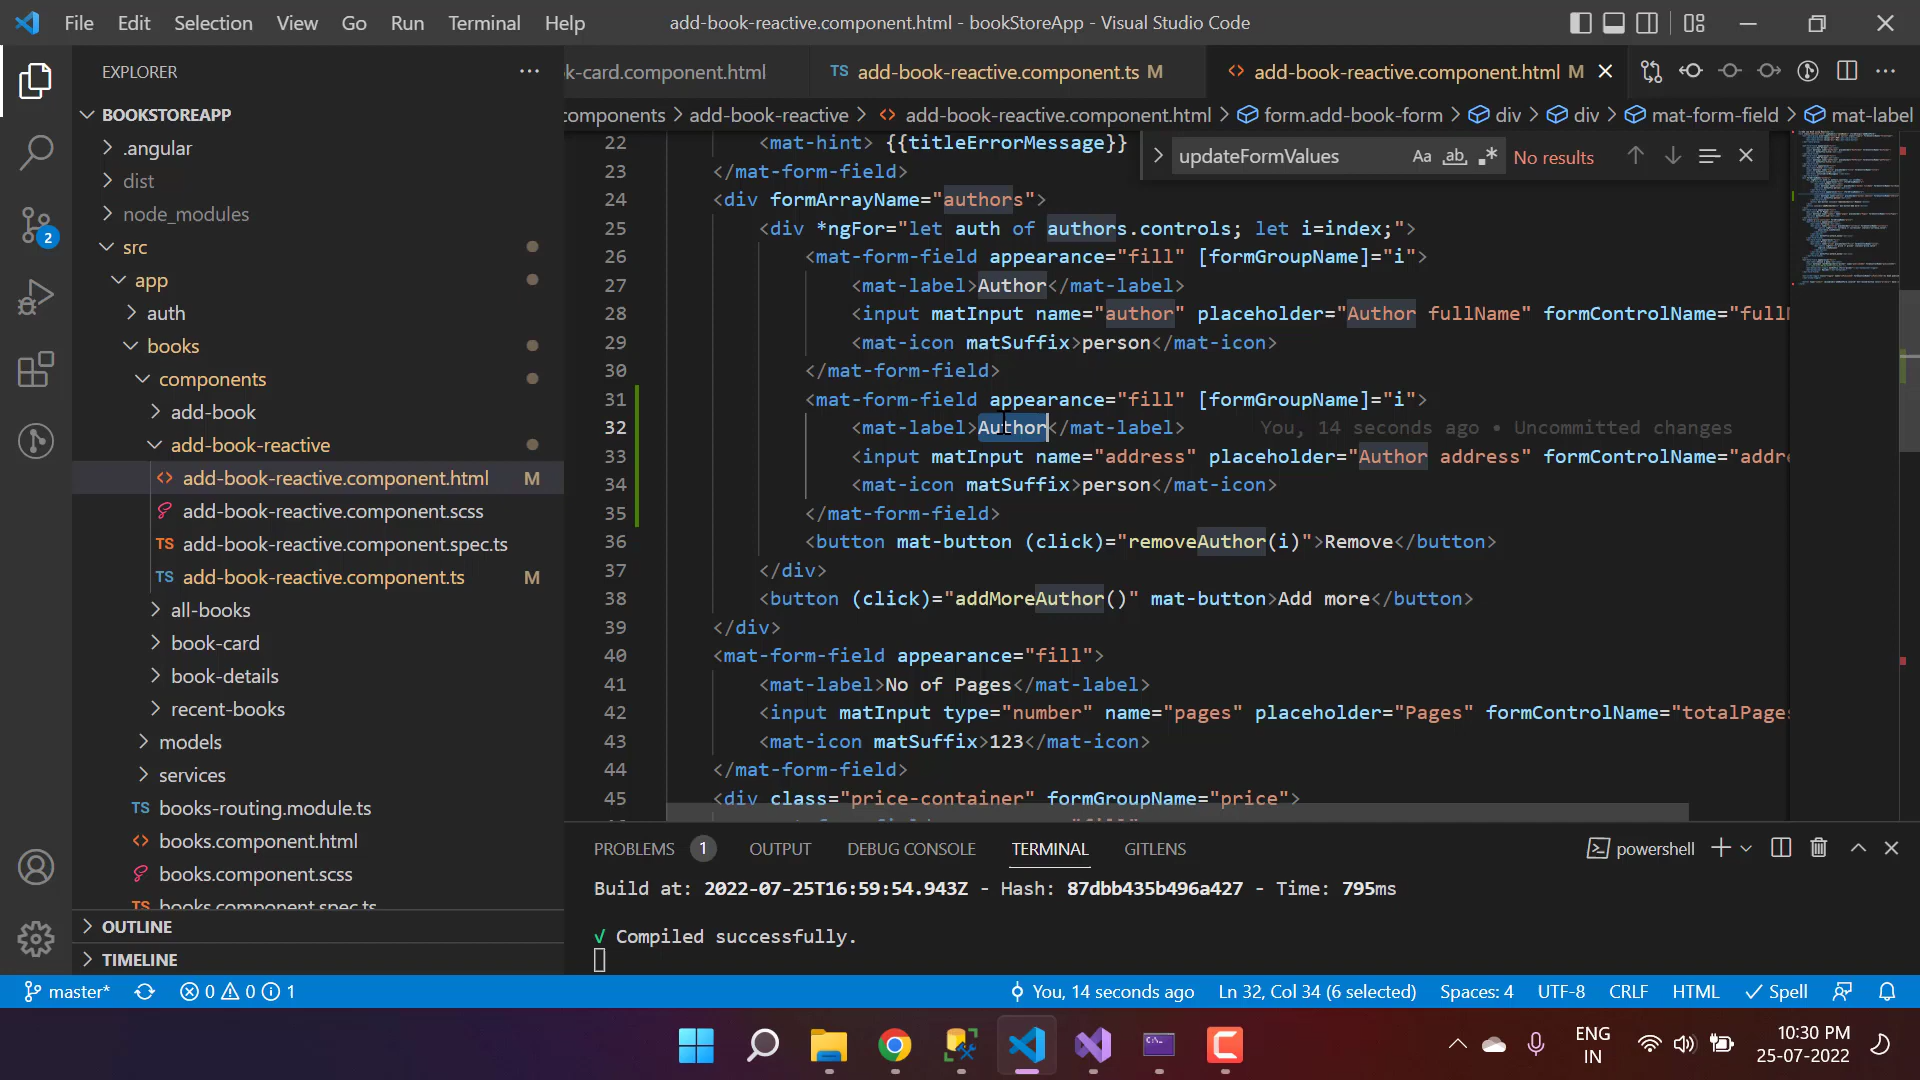 File Edit Selection View Go Run Terminal Help
add-book-reactive.component.html - bookStoreApp - Visual Studio Code
EXPLORER
BOOKSTOREAPP
.angular
dist
node_modules
src
app
auth
books
components
add-book
add-book-reactive
add-book-reactive.component.html M
add-book-reactive.component.scss
add-book-reactive.component.spec.ts
add-book-reactive.component.ts M
all-books
book-card
book-details
recent-books
models
services
books-routing.module.ts
books.component.html
books.component.scss
books.component.spec.ts
OUTLINE
TIMELINE
k-card.component.html
TS add-book-reactive.component.ts M
add-book-reactive.component.html M
components > add-book-reactive > add-book-reactive.component.html > form.add-book-form > div > div > mat-form-field > mat-label
updateFormValues Aa ab No results
22 <mat-hint> {{titleErrorMessage}}
23 </mat-form-field>
24 <div formArrayName="authors">
25 <div *ngFor="let auth of authors.controls; let i=index;">
26 <mat-form-field appearance="fill" [formGroupName]="i">
27 <mat-label>Author</mat-label>
28 <input matInput name="author" placeholder="Author fullName" formControlName="full
29 <mat-icon matSuffix>person</mat-icon>
30 </mat-form-field>
31 <mat-form-field appearance="fill" [formGroupName]="i">
32 <mat-label>Author</mat-label> You, 14 seconds ago • Uncommitted changes
33 <input matInput name="address" placeholder="Author address" formControlName="addre
34 <mat-icon matSuffix>person</mat-icon>
35 </mat-form-field>
36 <button mat-button (click)="removeAuthor(i)">Remove</button>
37 </div>
38 <button (click)="addMoreAuthor()" mat-button>Add more</button>
39 </div>
40 <mat-form-field appearance="fill">
41 <mat-label>No of Pages</mat-label>
42 <input matInput type="number" name="pages" placeholder="Pages" formControlName="totalPages
43 <mat-icon matSuffix>123</mat-icon>
44 </mat-form-field>
45 <div class="price-container" formGroupName="price">
PROBLEMS 1 OUTPUT DEBUG CONSOLE TERMINAL GITLENS
powershell
Build at: 2022-07-25T16:59:54.943Z - Hash: 87dbb435b496a427 - Time: 795ms
√ Compiled successfully.
master* 0 0 1
You, 14 seconds ago Ln 32, Col 34 (6 selected) Spaces: 4 UTF-8 CRLF HTML Spell
2
ENG
IN
10:30 PM
25-07-2022